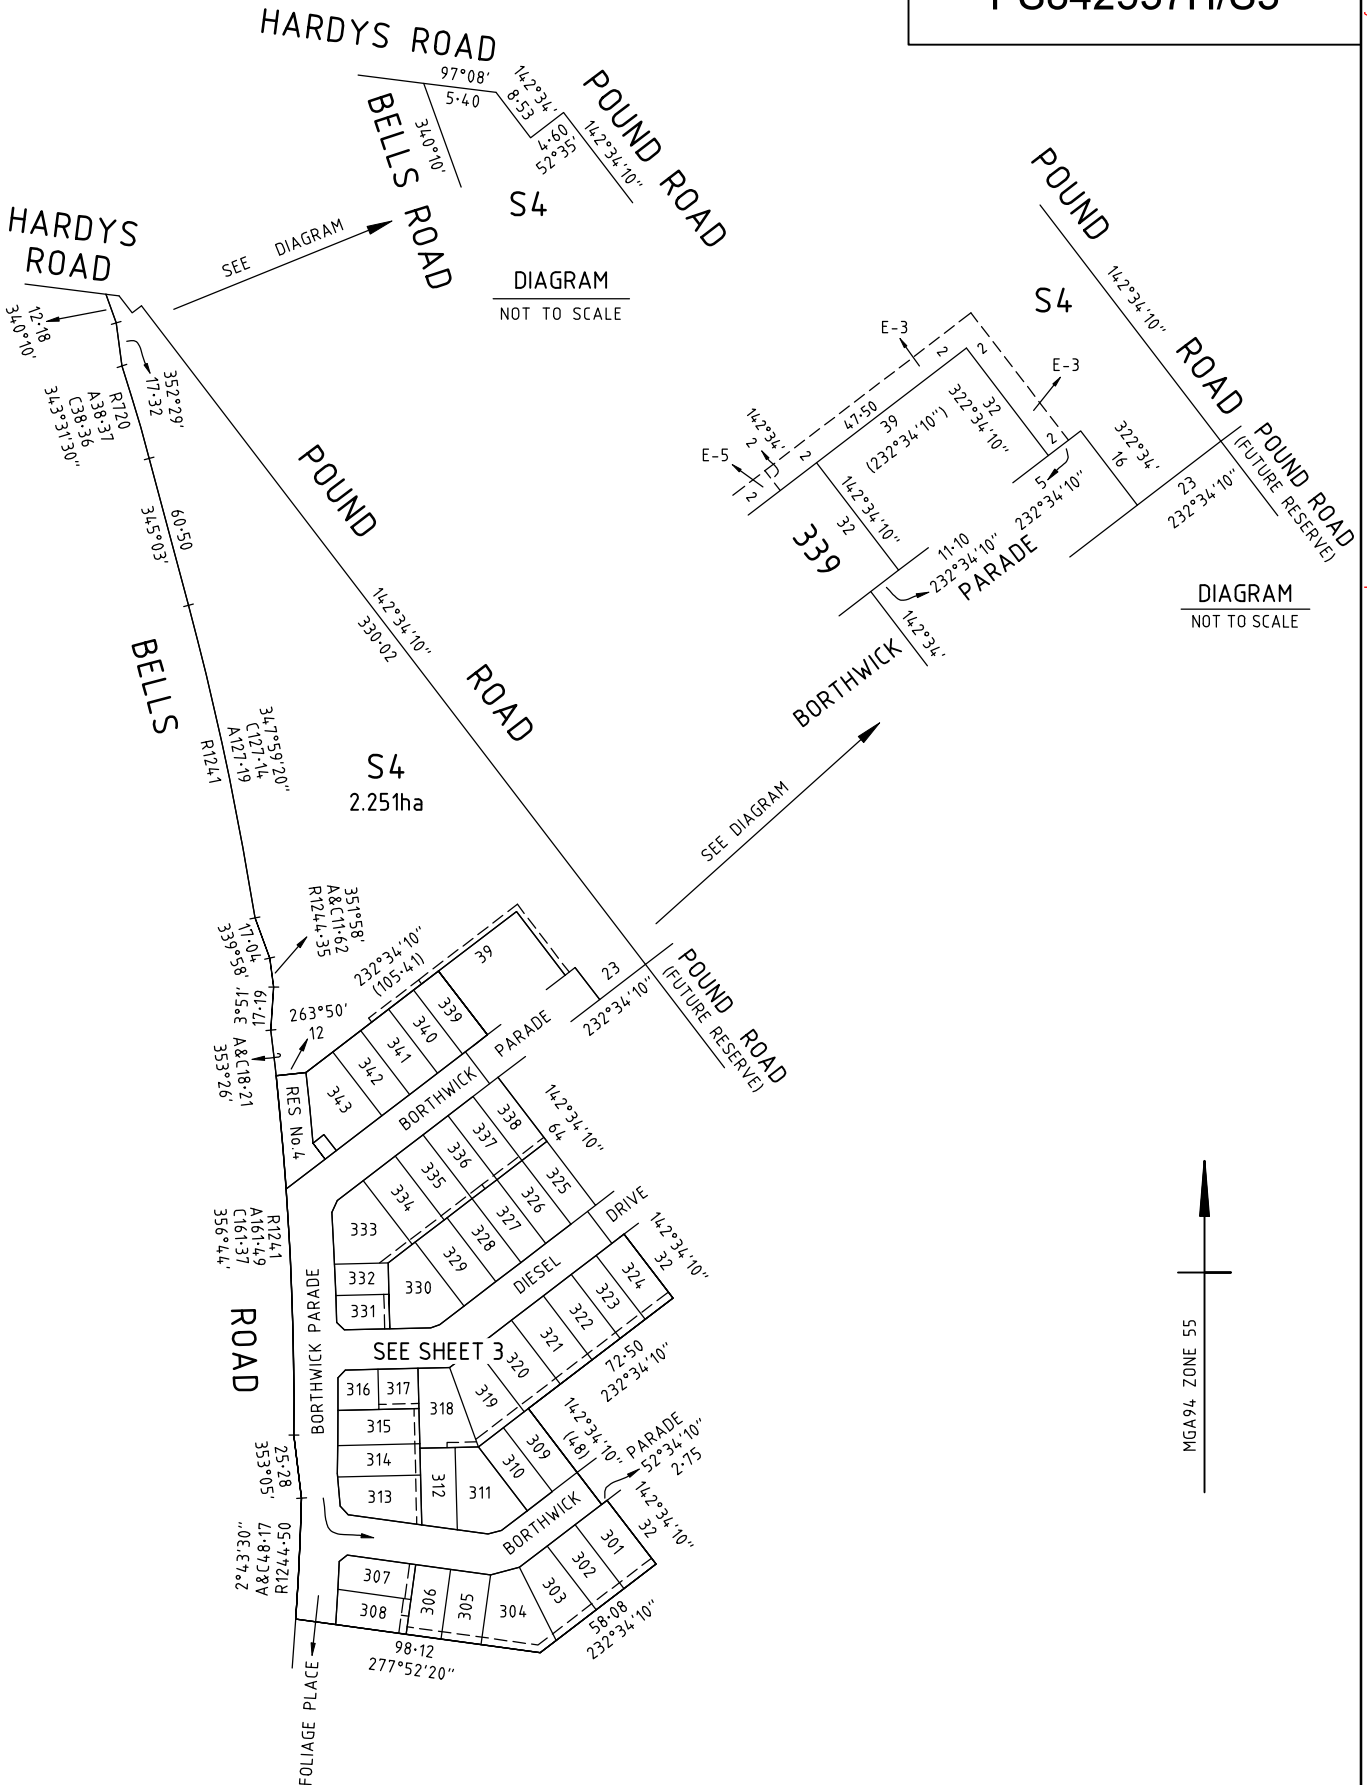 HARDYS ROAD
97°08'
5·40
142°34'
8·53
4·60
52°35'
142°34'10"
POUND ROAD
BELLS ROAD
340°10'
S4
DIAGRAM
NOT TO SCALE
SEE DIAGRAM
HARDYS
ROAD
12·18
340°10'
352°29'
17·32
R720
A38·37
C38·36
343°31'30"
60·50
345°03'
POUND ROAD
142°34'10"
330·02
BELLS
347°59'20"
C127·14
A127·19
R1241
S4
2.251ha
POUND ROAD
142°34'10"
S4
E-3
E-3
2
2
47·50
39
(232°34'10")
32
322°34'10"
142°34'
2
E-5
2
2
2
142°34'10"
32
339
322°34'
16
5
232°34'10"
23
232°34'10"
POUND ROAD
(FUTURE RESERVE)
11·10
232°34'10"
BORTHWICK PARADE
142°34'
DIAGRAM
NOT TO SCALE
SEE DIAGRAM
351°58'
A&C11·62
R1244·35
17·04
339°58'
17·19
263°50'
12
A&C18·21
353°26'
232°34'10"
(105·41)
39
23
232°34'10"
POUND ROAD
(FUTURE RESERVE)
339
340
341
342
343
RES No.4
BORTHWICK PARADE
142°34'10"
64
338
337
336
335
334
333
332
331
330
329
328
327
326
325
DIESEL DRIVE
142°34'10"
32
324
323
322
321
320
319
72·50
232°34'10"
R1241
A161·49
C161·37
356°44'
ROAD
BORTHWICK PARADE
SEE SHEET 3
316
317
318
315
314
313
312
311
310
309
142°34'10"
(48)
PARADE
52°34'10"
2·75
142°34'10"
32
BORTHWICK
301
302
303
304
305
306
307
308
58·08
232°34'10"
98·12
277°52'20"
25·28
353°05'
2°43'30"
A&C48·17
R1244·50
FOLIAGE PLACE
MGA94 ZONE 55